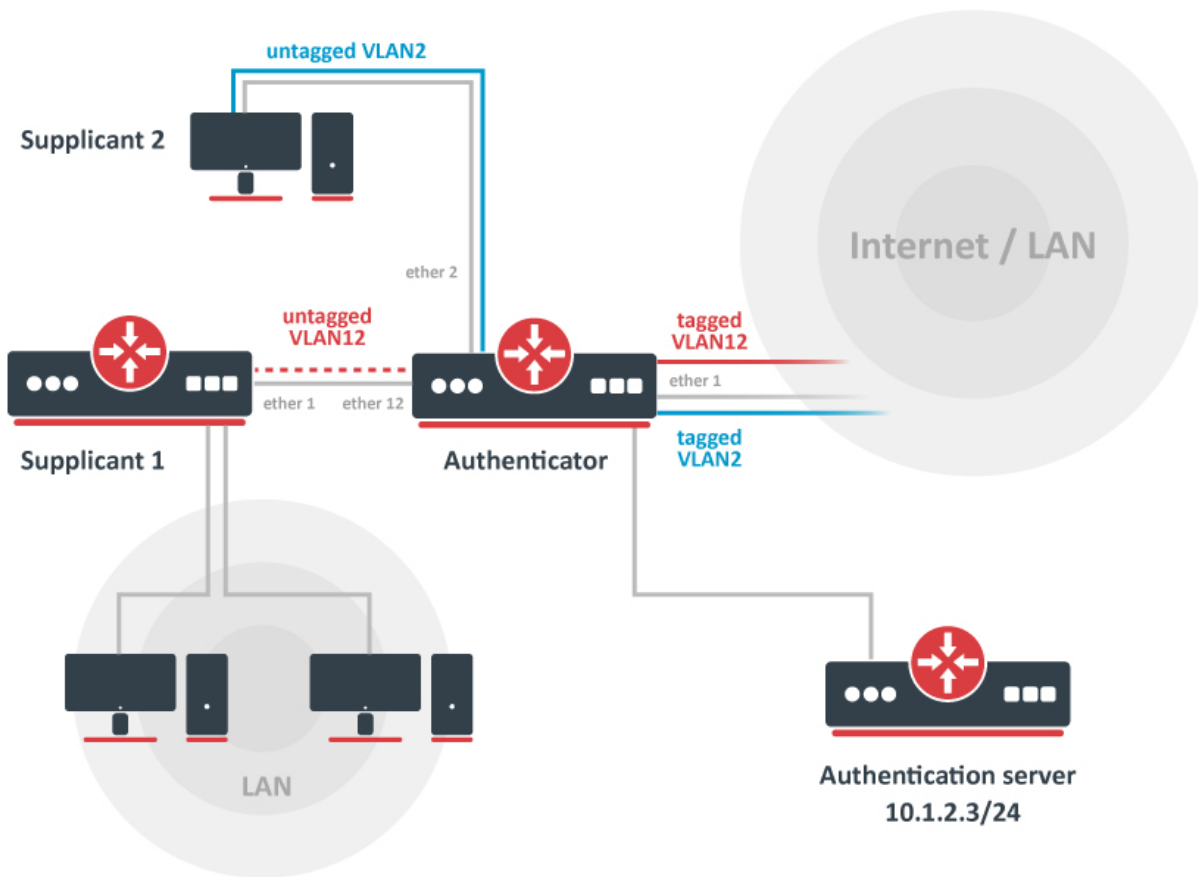 untagged VLAN2
Supplicant 2
Internet / LAN
ether 2
untagged
VLAN12
tagged
VLAN12
ether 1
ether 1
ether 12
tagged
VLAN2
Supplicant 1
Authenticator
LAN
Authentication server
10.1.2.3/24